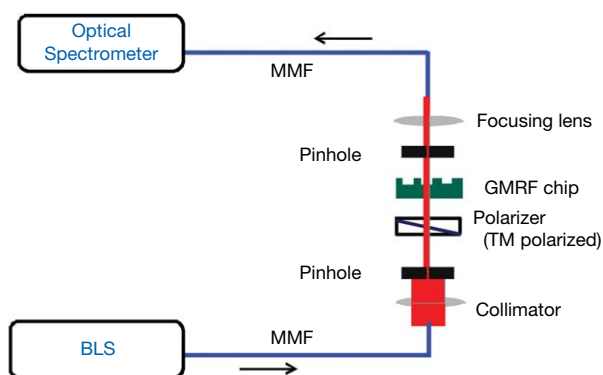 Optical
Spectrometer
MMF
Focusing lens
Pinhole
GMRF chip
Polarizer
(TM polarized)
Pinhole
Collimator
BLS
MMF